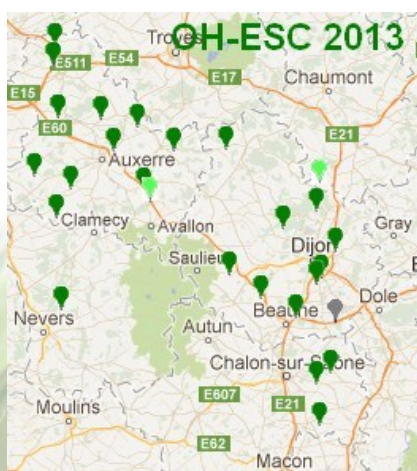 OH-ESC 2013
Troyes
E511
E54
E17
Chaumont
E15
E60
E21
Auxerre
Clamecy
Avallon
Gray
Dijon
Saulieu
Dole
Nevers
Beaune
Autun
Chalon-sur-Saône
E607
E21
Moulins
E62
Macon